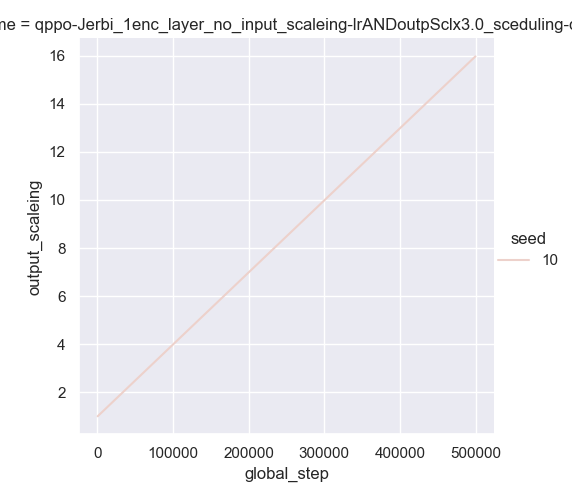 me = qppo-Jerbi_1enc_layer_no_input_scaleing-lrANDoutpSclx3.0_sceduling-c
16
14
12
10
8
6
4
2
output_scaleing
0 100000 200000 300000 400000 500000
global_step
seed
10